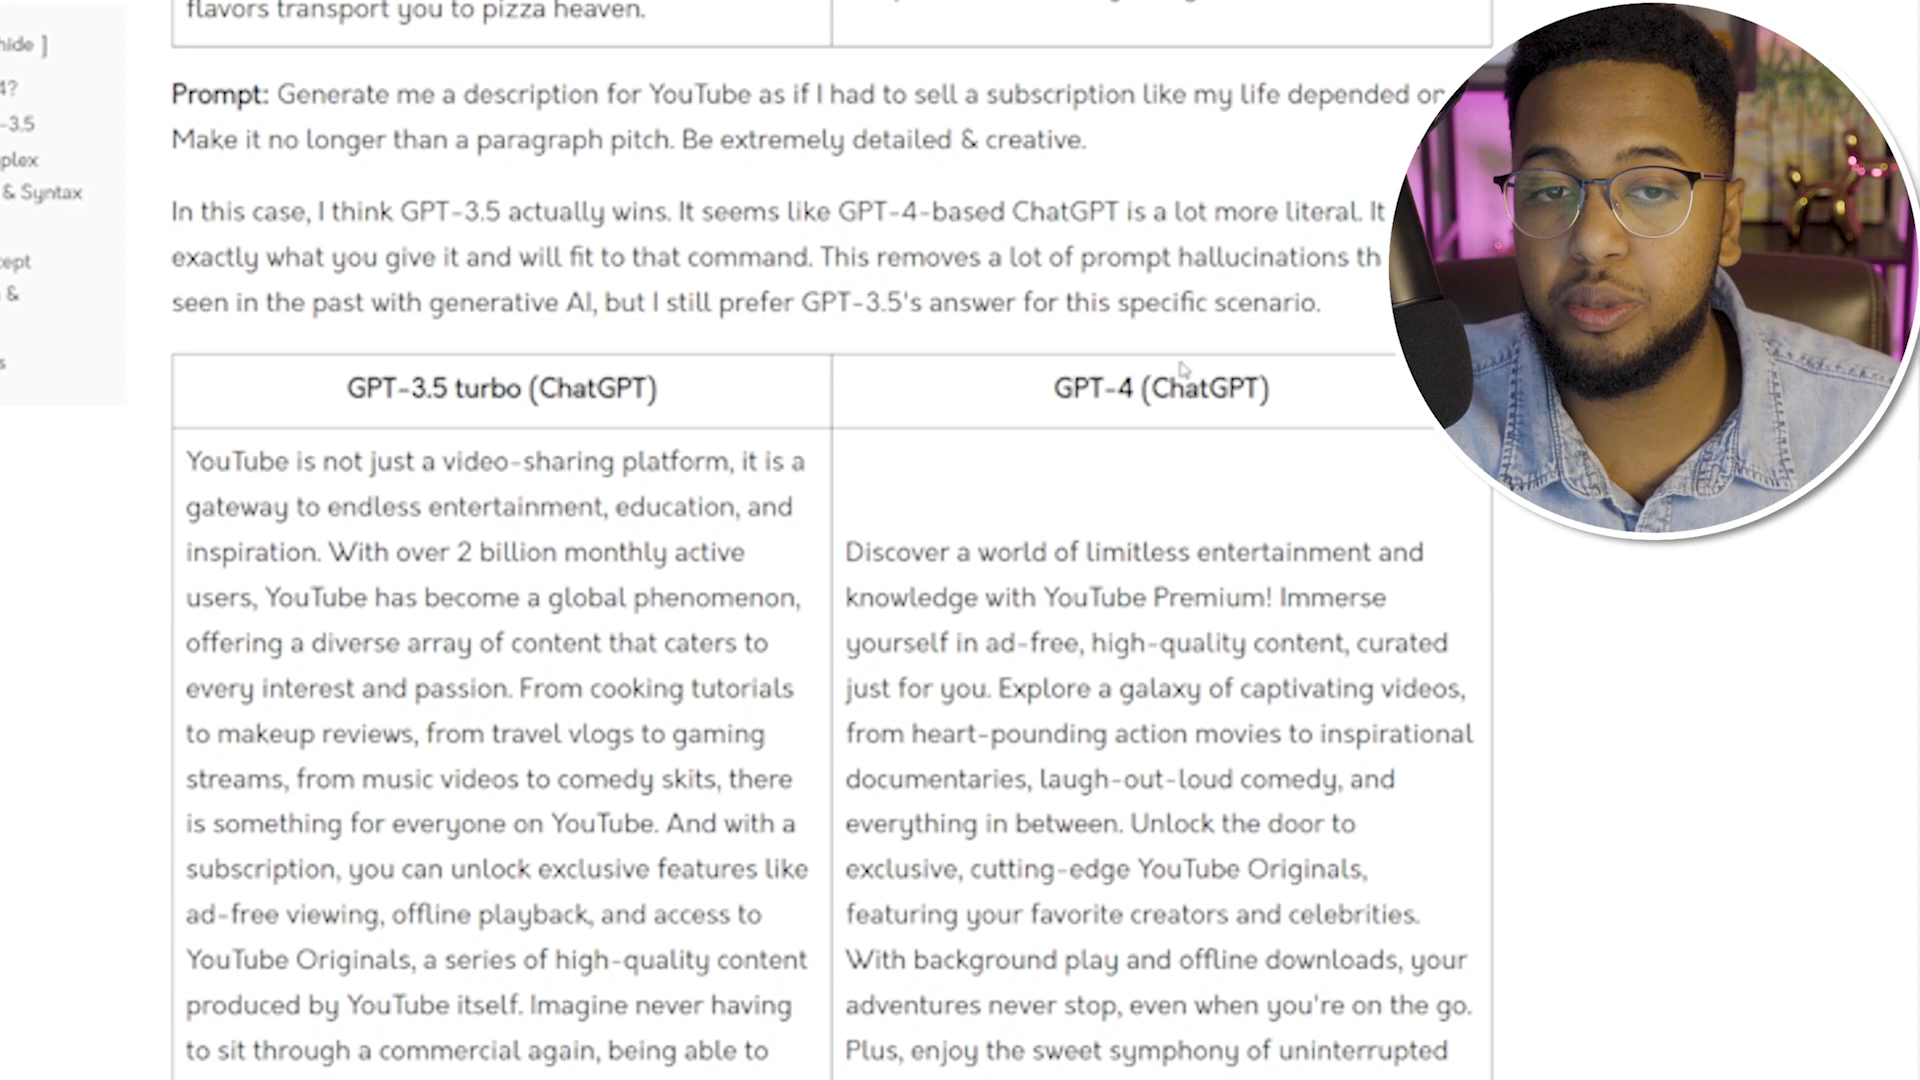 hide ]
4?
-3.5
plex
& Syntax
cept
&
s
flavors transport you to pizza heaven.
Prompt: Generate me a description for YouTube as if I had to sell a subscription like my life depended on
Make it no longer than a paragraph pitch. Be extremely detailed & creative.
In this case, I think GPT-3.5 actually wins. It seems like GPT-4-based ChatGPT is a lot more literal. It
exactly what you give it and will fit to that command. This removes a lot of prompt hallucinations th
seen in the past with generative AI, but I still prefer GPT-3.5's answer for this specific scenario.
GPT-3.5 turbo (ChatGPT)
YouTube is not just a video-sharing platform, it is a
gateway to endless entertainment, education, and
inspiration. With over 2 billion monthly active
users, YouTube has become a global phenomenon,
offering a diverse array of content that caters to
every interest and passion. From cooking tutorials
to makeup reviews, from travel vlogs to gaming
streams, from music videos to comedy skits, there
is something for everyone on YouTube. And with a
subscription, you can unlock exclusive features like
ad-free viewing, offline playback, and access to
YouTube Originals, a series of high-quality content
produced by YouTube itself. Imagine never having
to sit through a commercial again, being able to
GPT-4 (ChatGPT)
Discover a world of limitless entertainment and
knowledge with YouTube Premium! Immerse
yourself in ad-free, high-quality content, curated
just for you. Explore a galaxy of captivating videos,
from heart-pounding action movies to inspirational
documentaries, laugh-out-loud comedy, and
everything in between. Unlock the door to
exclusive, cutting-edge YouTube Originals,
featuring your favorite creators and celebrities.
With background play and offline downloads, your
adventures never stop, even when you're on the go.
Plus, enjoy the sweet symphony of uninterrupted